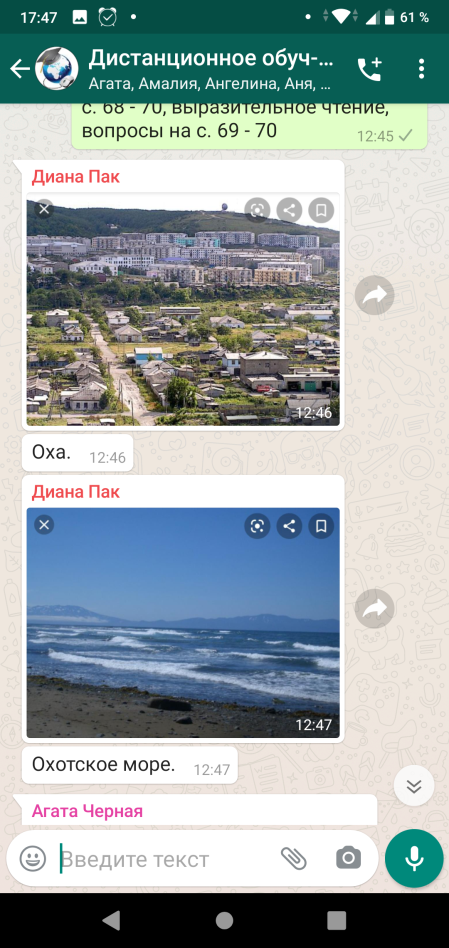 17:47
61 %
Дистанционное обуч-...
Агата, Амалия, Ангелина, Аня, ...
с. 68 - 70, выразительное чтение,
вопросы на с. 69 - 70
12:45
Диана Пак
12:46
Оха.
12:46
Диана Пак
12:47
Охотское море.
12:47
Агата Черная
Введите текст